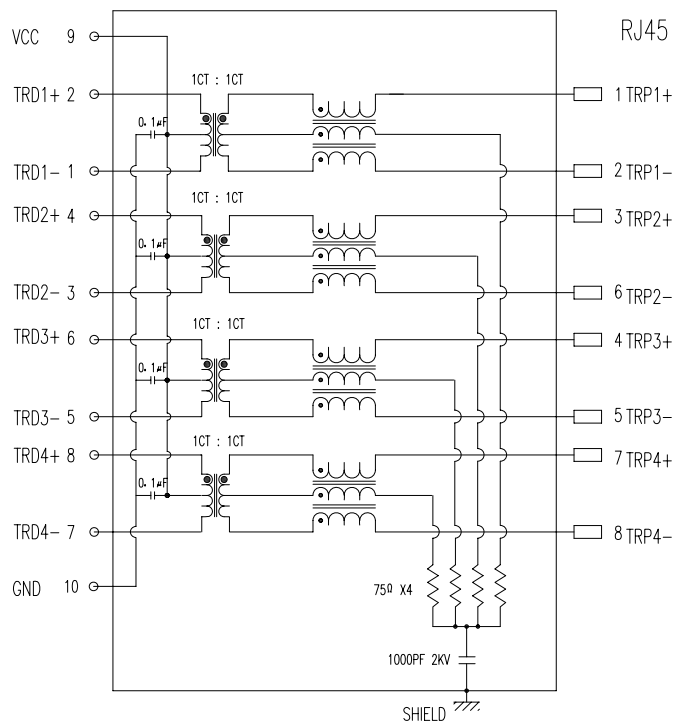 RJ45
VCC 9
1CT : 1CT
TRD1+ 2
1 TRP1+
0.1µF
TRD1- 1
2 TRP1-
1CT : 1CT
TRD2+ 4
3 TRP2+
0.1µF
TRD2- 3
6 TRP2-
1CT : 1CT
TRD3+ 6
4 TRP3+
0.1µF
TRD3- 5
5 TRP3-
1CT : 1CT
TRD4+ 8
7 TRP4+
0.1µF
TRD4- 7
8 TRP4-
GND 10
75Ω X4
1000PF 2KV
SHIELD